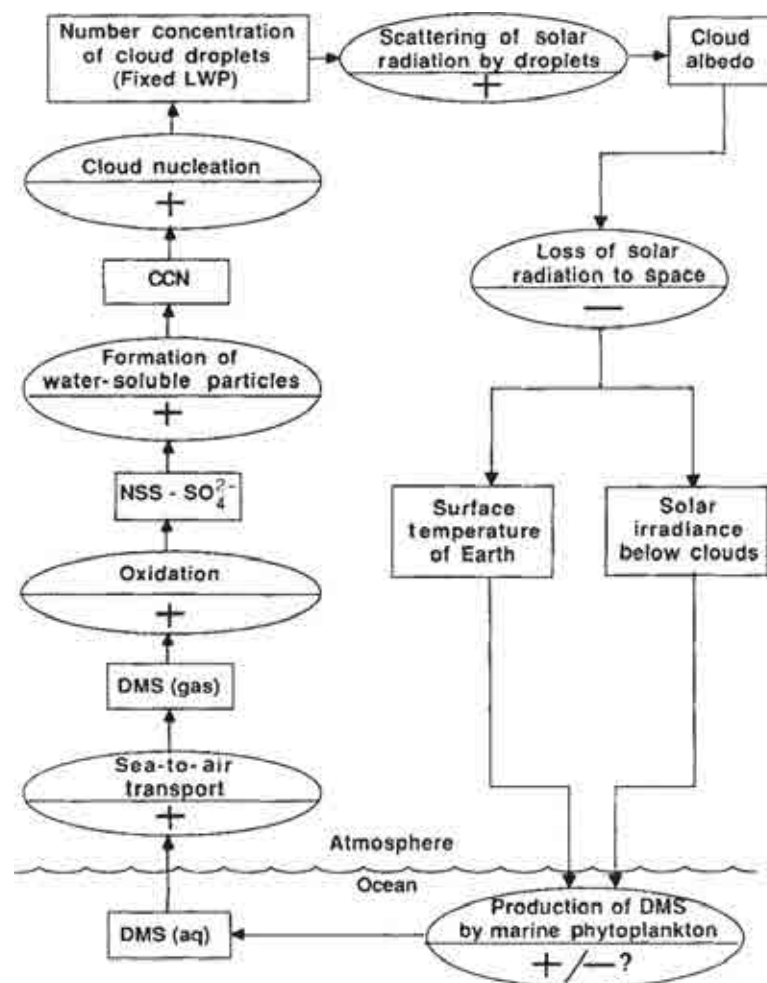 Number concentration
of cloud droplets
(Fixed LWP)
Scattering of solar
radiation by droplets
+
Cloud
albedo
Cloud nucleation
+
Loss of solar
radiation to space
—
CCN
Formation of
water-soluble particles
+
NSS - SO₄²⁻
Surface
temperature
of Earth
Solar
irradiance
below clouds
Oxidation
+
DMS (gas)
Sea-to-air
transport
+
Atmosphere
Ocean
DMS (aq)
Production of DMS
by marine phytoplankton
+/—?